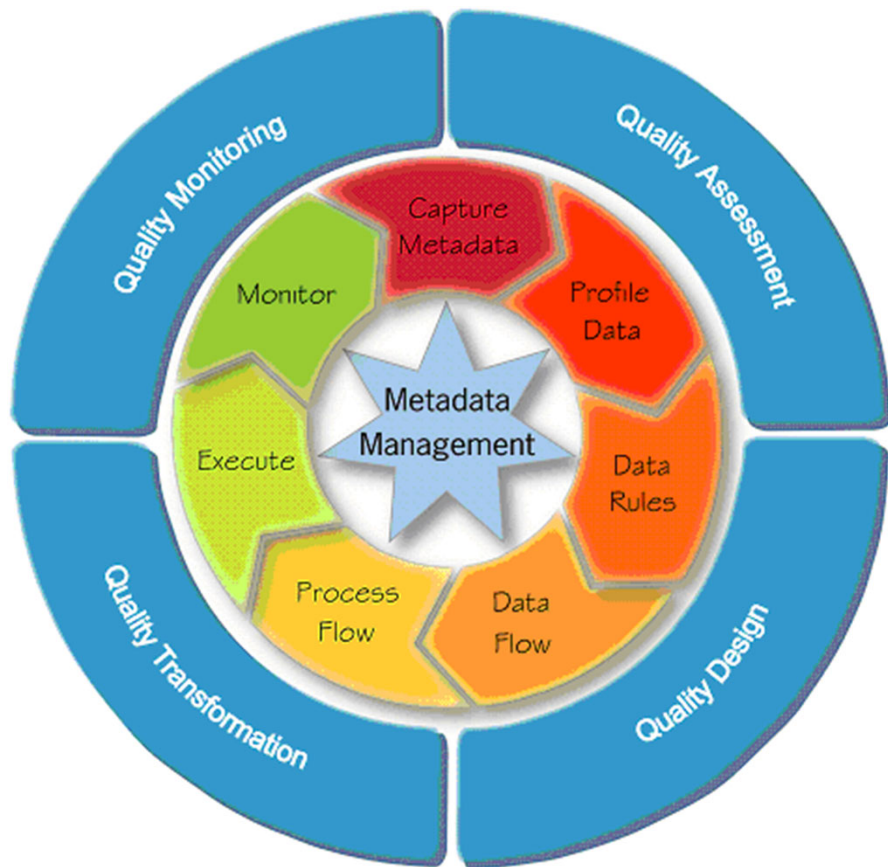 Quality Monitoring
Quality Assessment
Capture
Metadata
Monitor
Profile
Data
Metadata
Management
Execute
Data
Rules
Process
Flow
Data
Flow
Quality Transformation
Quality Design